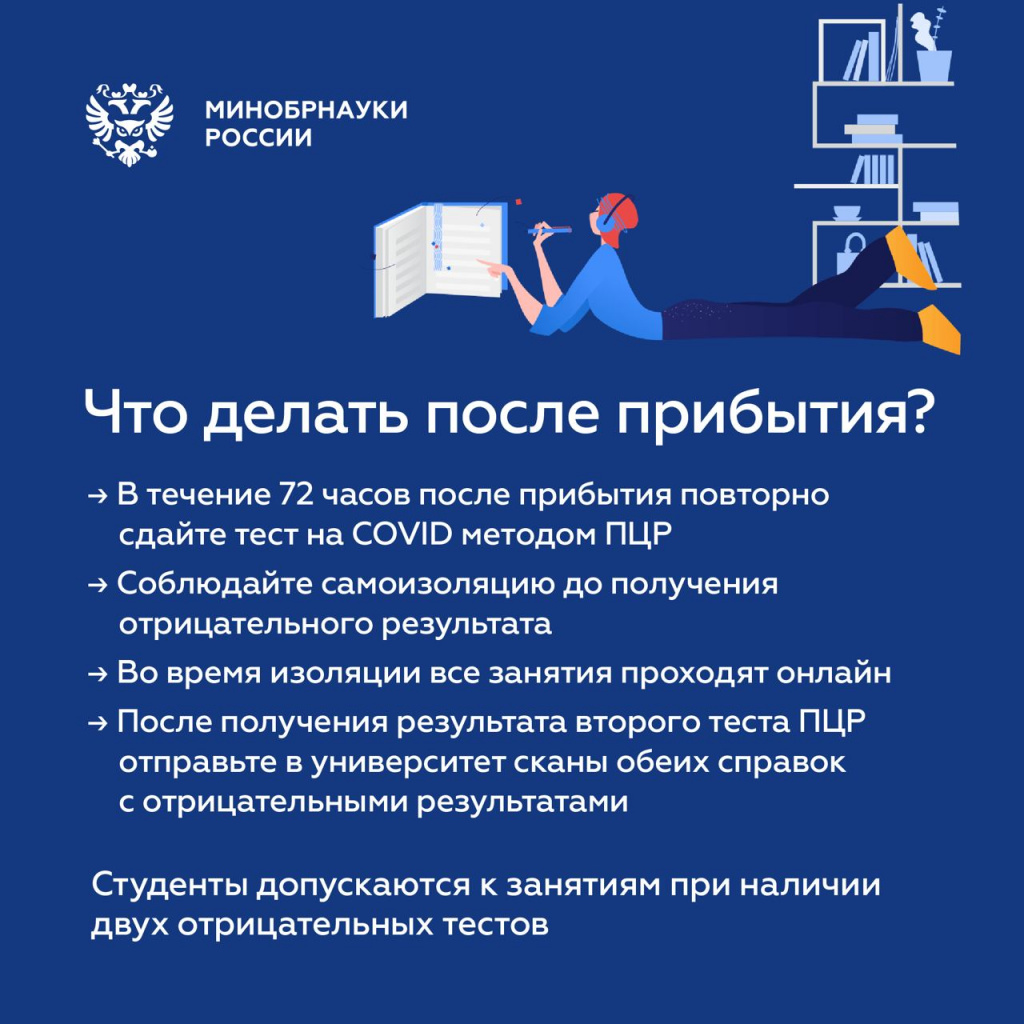 МИНОБРНАУКИ
РОССИИ
Что делать после прибытия?
→ В течение 72 часов после прибытия повторно
сдайте тест на COVID методом ПЦР
→ Соблюдайте самоизоляцию до получения
отрицательного результата
→ Во время изоляции все занятия проходят онлайн
→ После получения результата второго теста ПЦР
отправьте в университет сканы обеих справок
с отрицательными результатами
Студенты допускаются к занятиям при наличии
двух отрицательных тестов